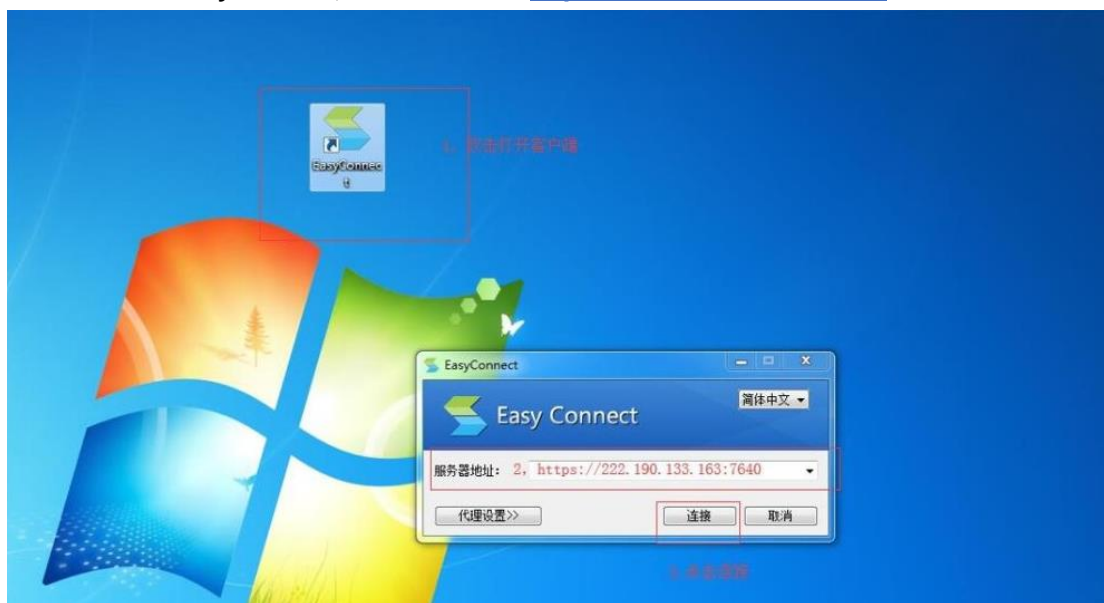 EasyConnec
t
1，双击打开客户端
EasyConnect
简体中文
Easy Connect
服务器地址： 2，https://222.190.133.163:7640
代理设置>>
连接
取消
3.点击连接